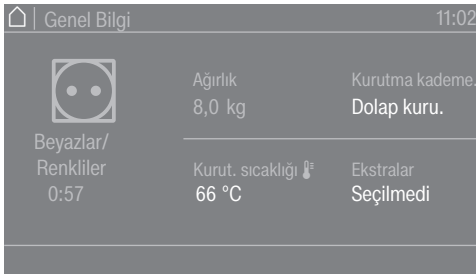 Genel Bilgi
11:02
Beyazlar/
Renkliler
0:57
Ağırlık
8,0 kg
Kurutma kademe.
Dolap kuru.
Kurut. sıcaklığı
66 °C
Ekstralar
Seçilmedi